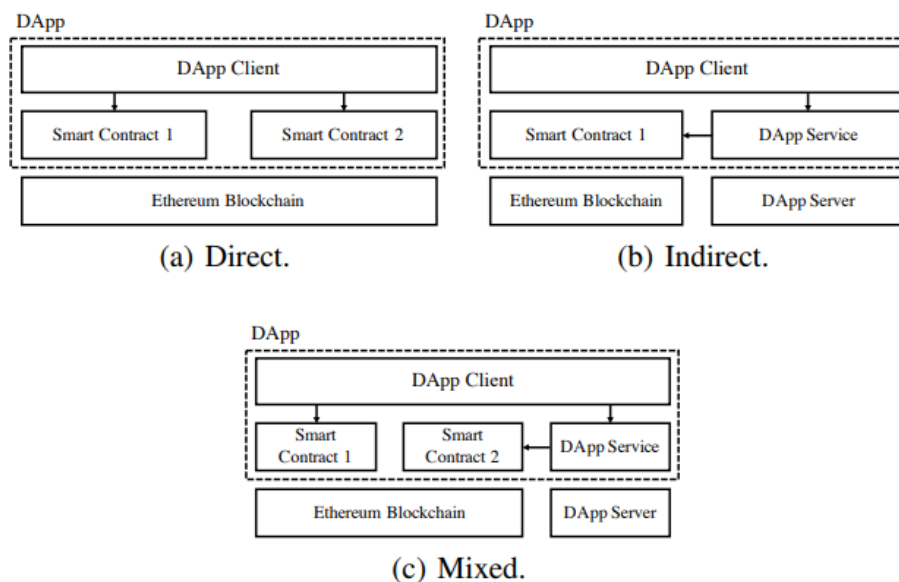 DApp
DApp Client
Smart Contract 1
Smart Contract 2
Ethereum Blockchain
(a) Direct.
DApp
DApp Client
Smart Contract 1
DApp Service
Ethereum Blockchain
DApp Server
(b) Indirect.
DApp
DApp Client
Smart
Contract 1
Smart
Contract 2
DApp Service
Ethereum Blockchain
DApp Server
(c) Mixed.